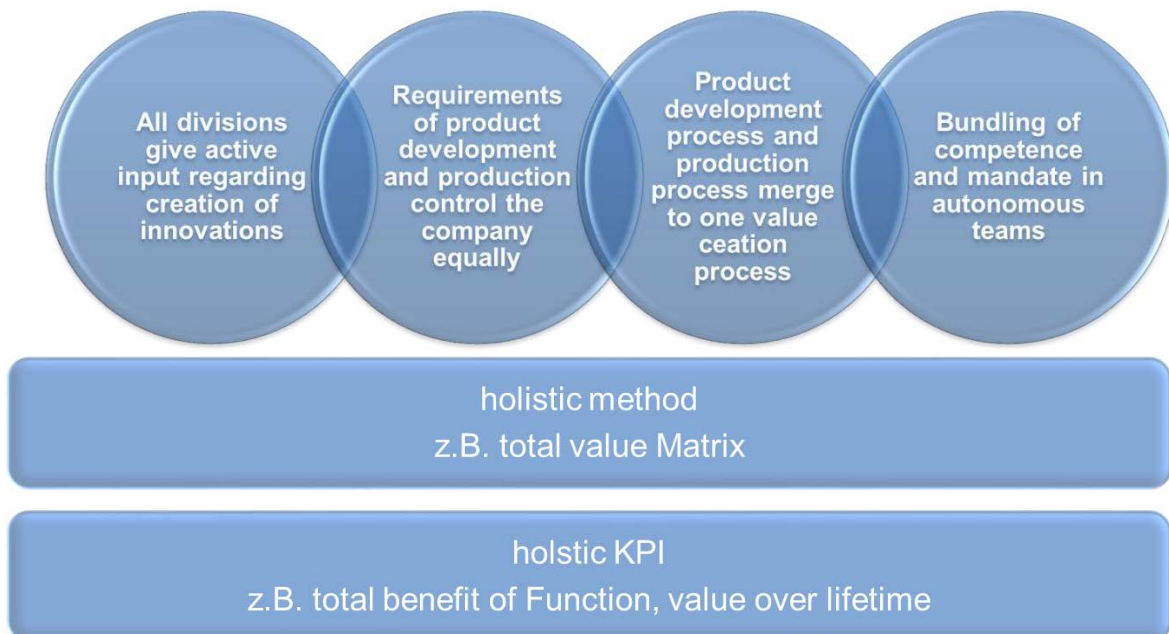 All divisions
give active
input regarding
creation of
innovations
Requirements
of product
development
and production
control the
company
equally
Product
development
process and
production
process merge
to one value
ceation
process
Bundling of
competence
and mandate in
autonomous
teams
holistic method
z.B. total value Matrix
holstic KPI
z.B. total benefit of Function, value over lifetime